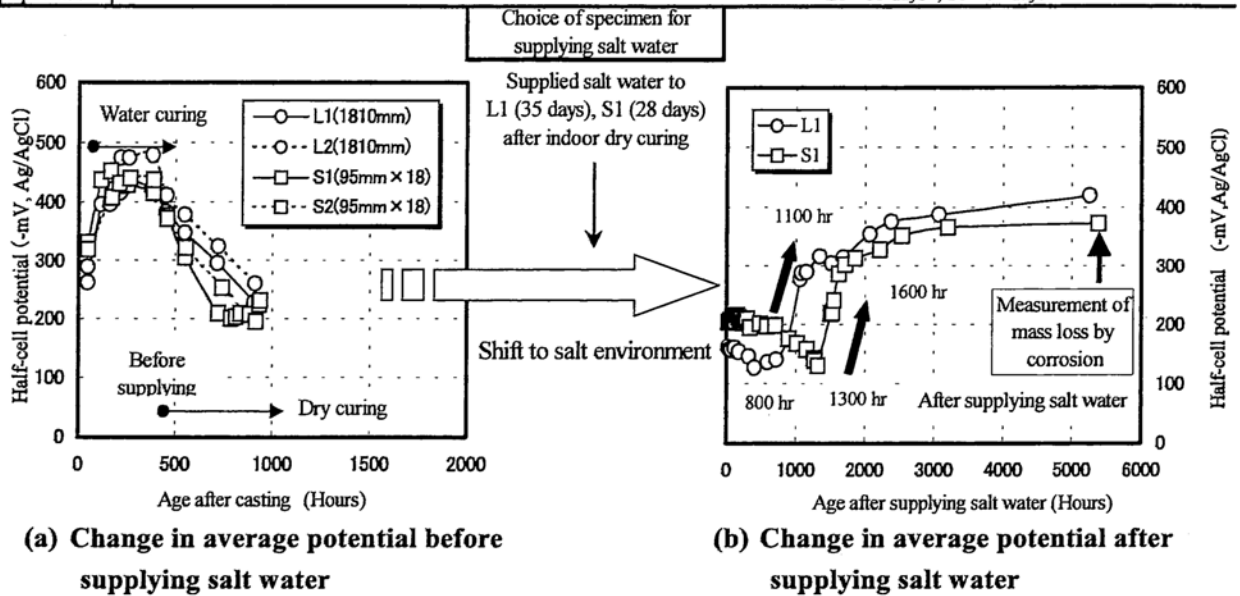 Choice of specimen for
supplying salt water
Supplied salt water to
L1 (35 days), S1 (28 days)
after indoor dry curing
Shift to salt environment
Half-cell potential (-mV, Ag/AgCl)
600
500
400
300
200
100
0
Water curing
L1(1810mm)
L2(1810mm)
S1(95mm×18)
S2(95mm×18)
Before
supplying
Dry curing
0 500 1000 1500 2000
Age after casting (Hours)
(a) Change in average potential before
supplying salt water
L1
S1
1100 hr
1600 hr
800 hr
1300 hr
Measurement of
mass loss by
corrosion
After supplying salt water
600
500
400
300
200
100
0
Half-cell potential (-mV,Ag/AgCl)
0 1000 2000 3000 4000 5000 6000
Age after supplying salt water (Hours)
(b) Change in average potential after
supplying salt water